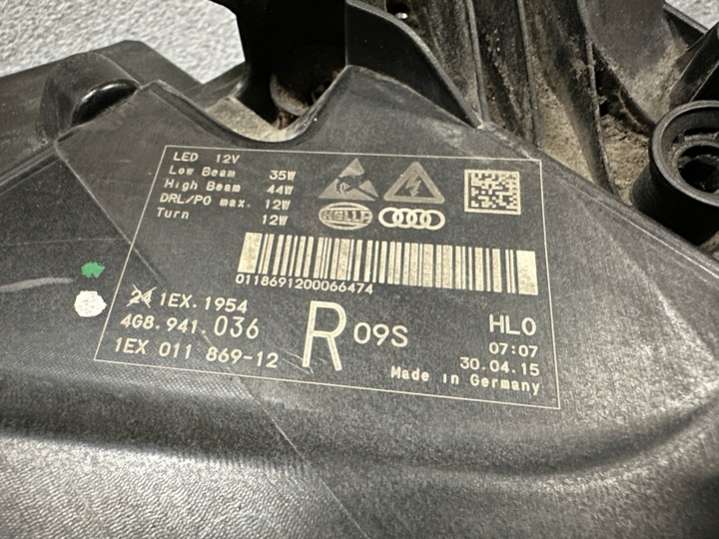 LED 12V
Low Beam 35W
High Beam 44W
DRL/PO max. 12W
Turn 12W
HELLA
0118691200066474
24 1EX.1954
4G8.941.036
1EX 011 869-12
R 09S
HL0
07:07
30.04.15
Made in Germany